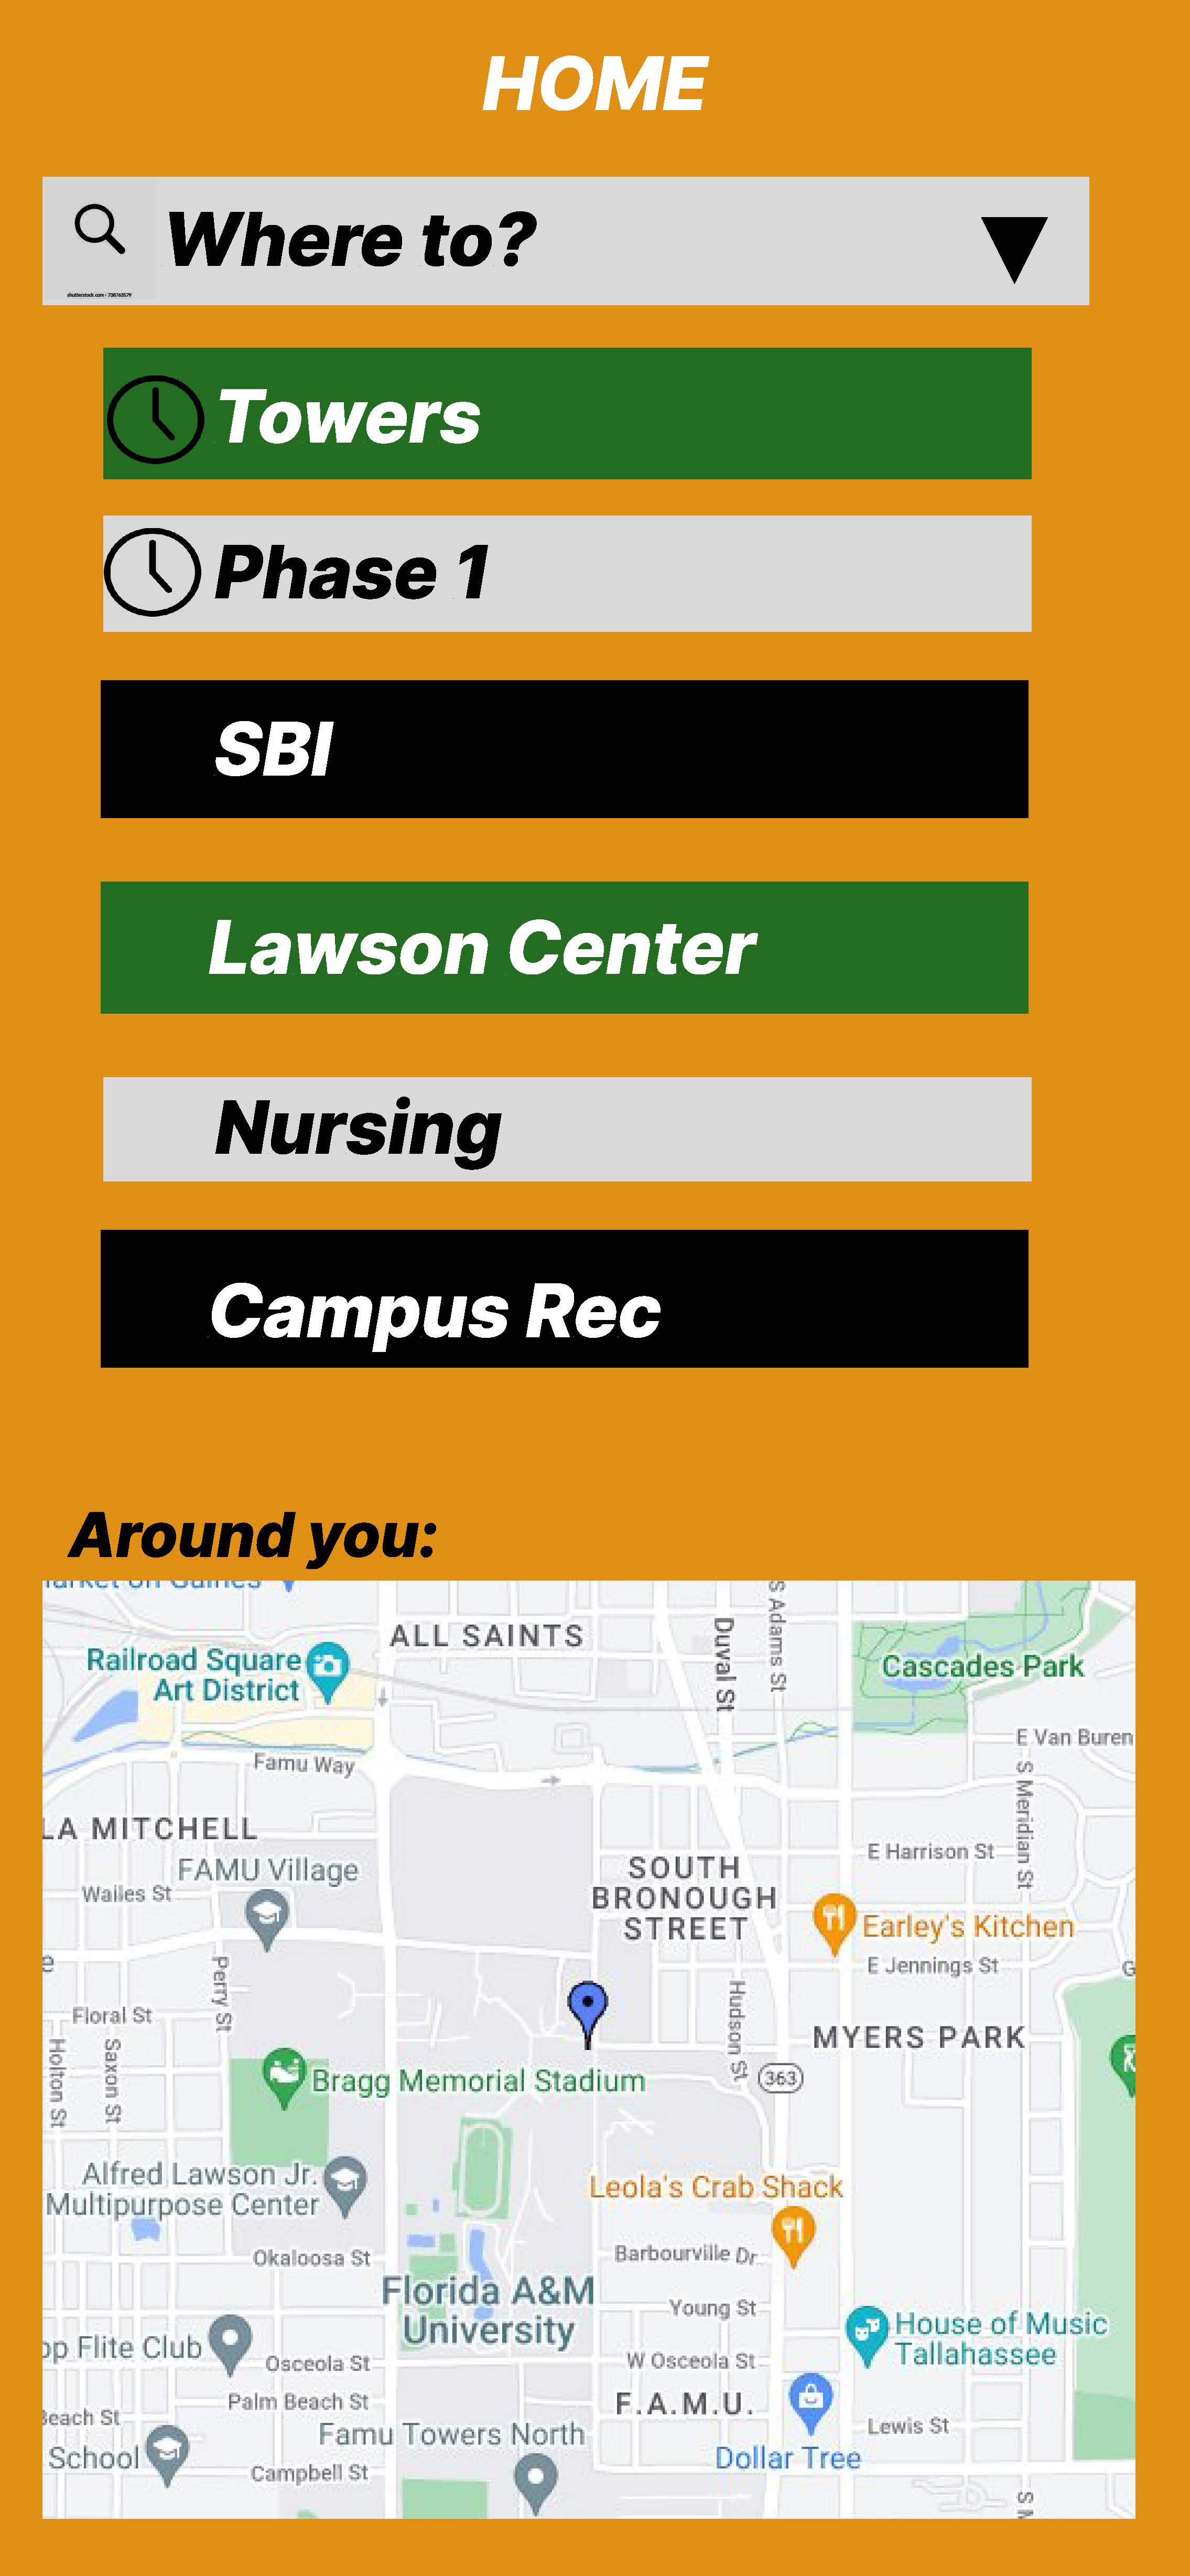 HOME
Where to?
shutterstock.com • 736763579
Towers
Phase 1
SBI
Lawson Center
Nursing
Campus Rec
Around you:
ALL SAINTS
Railroad Square
Art District
Duval St
S Adams St
Cascades Park
E Van Buren
Famu Way
S Meridian St
LA MITCHELL
E Harrison St
FAMU Village
SOUTH
BRONOUGH
STREET
Wailes St
Earley's Kitchen
E Jennings St
Perry St
Floral St
Hudson St
MYERS PARK
Holton St
Saxon St
363
Bragg Memorial Stadium
Alfred Lawson Jr.
Multipurpose Center
Leola's Crab Shack
Okaloosa St
Barbourville Dr
Florida A&M
University
Young St
House of Music
Tallahassee
op Flite Club
Osceola St
W Osceola St
Palm Beach St
F.A.M.U.
Beach St
Lewis St
Famu Towers North
School
Dollar Tree
Campbell St